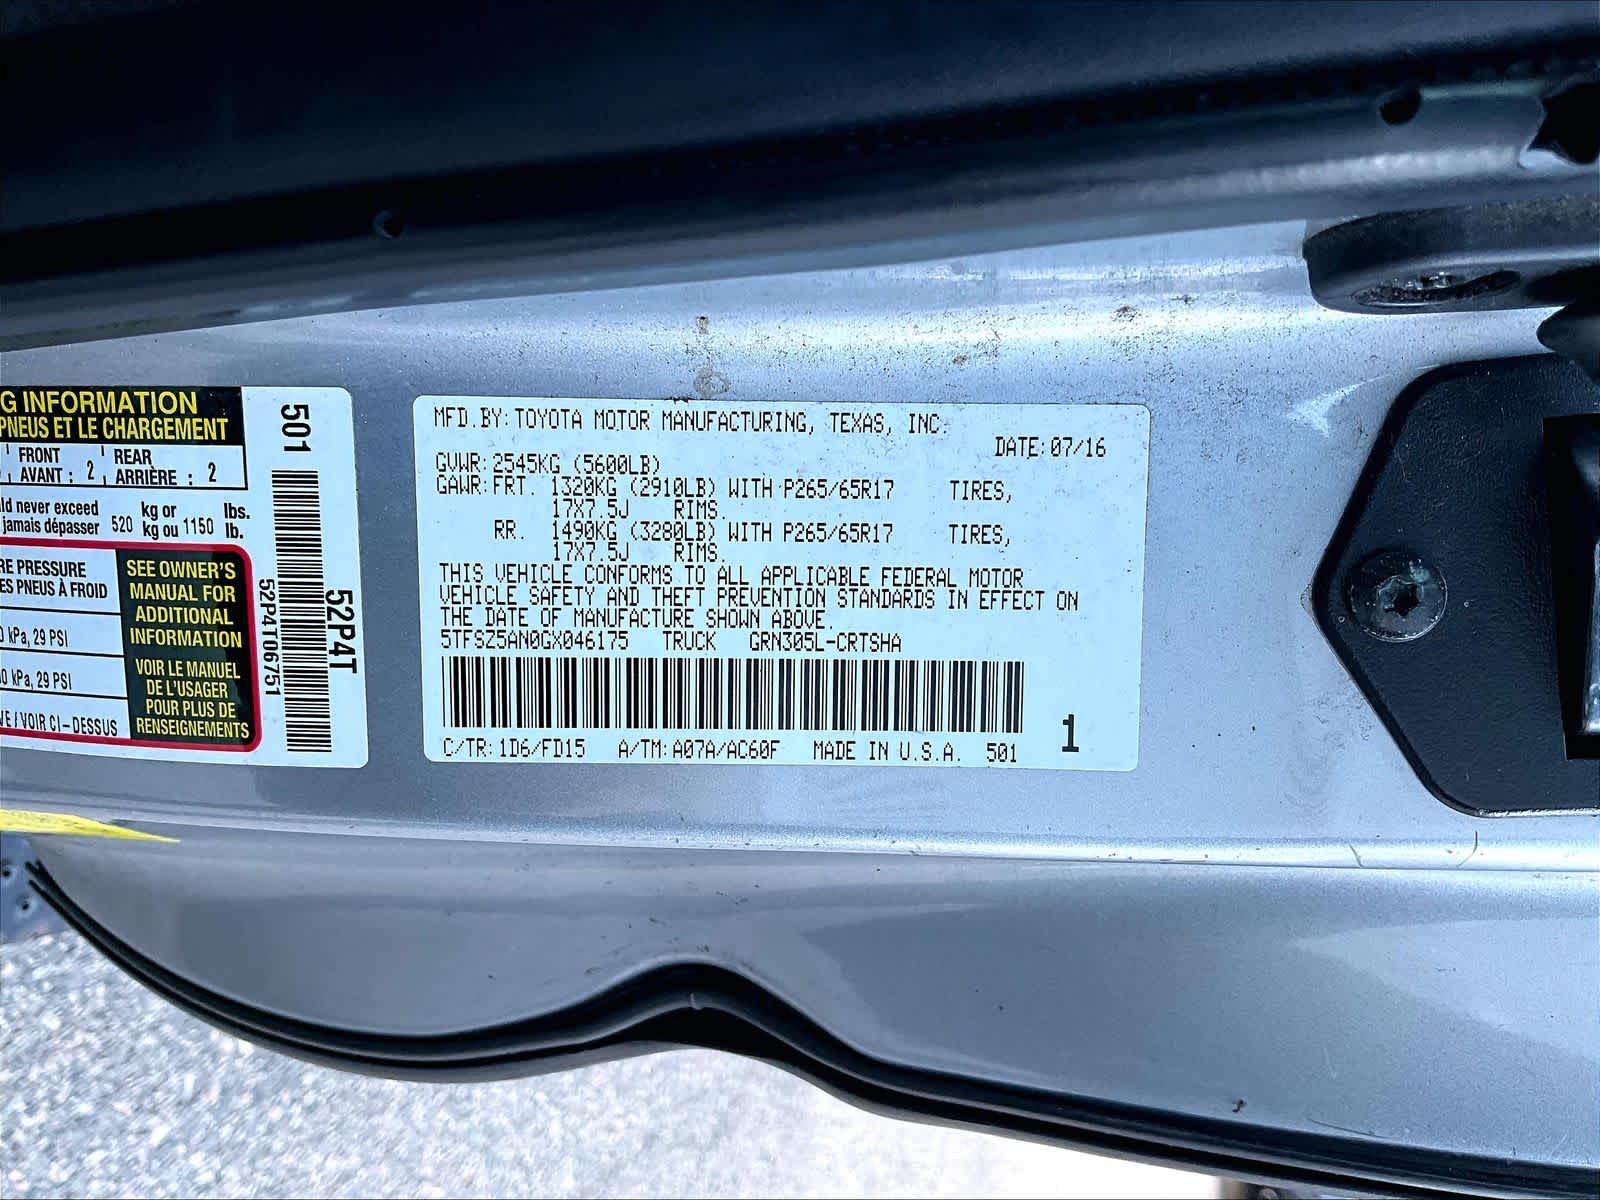 G INFORMATION
PNEUS ET LE CHARGEMENT
FRONT REAR
AVANT : 2 ARRIÈRE : 2
never exceed kg or lbs.
jamais dépasser 520 kg ou 1150 lb.
PRESSURE
PNEUS À FROID
kPa, 29 PSI
kPa, 29 PSI
/ VOIR CI-DESSUS
SEE OWNER'S
MANUAL FOR
ADDITIONAL
INFORMATION
VOIR LE MANUEL
DE L'USAGER
POUR PLUS DE
RENSEIGNEMENTS
501
52P4T06751
52P4T
MFD.BY:TOYOTA MOTOR MANUFACTURING, TEXAS, INC.
DATE:07/16
GVWR:2545KG (5600LB)
GAWR:FRT. 1320KG (2910LB) WITH P265/65R17 TIRES,
17X7.5J RIMS.
RR. 1490KG (3280LB) WITH P265/65R17 TIRES,
17X7.5J RIMS.
THIS VEHICLE CONFORMS TO ALL APPLICABLE FEDERAL MOTOR
VEHICLE SAFETY AND THEFT PREVENTION STANDARDS IN EFFECT ON
THE DATE OF MANUFACTURE SHOWN ABOVE.
5TFSZ5AN0GX046175 TRUCK GRN305L-CRTSHA
C/TR:1D6/FD15 A/TM:A07A/AC60F MADE IN U.S.A. 501
1